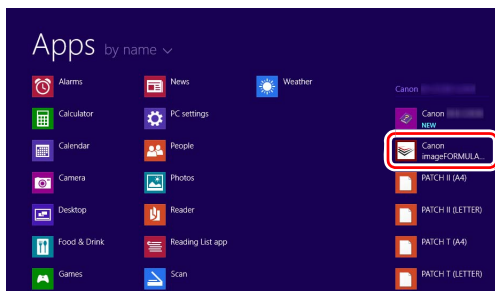 Apps by name
Alarms
Calculator
Calendar
Camera
Desktop
Food & Drink
Games
News
PC settings
People
Photos
Reader
Reading List app
Scan
Weather
Canon
Canon
NEW
Canon
imageFORMULA...
PATCH II (A4)
PATCH II (LETTER)
PATCH T (A4)
PATCH T (LETTER)